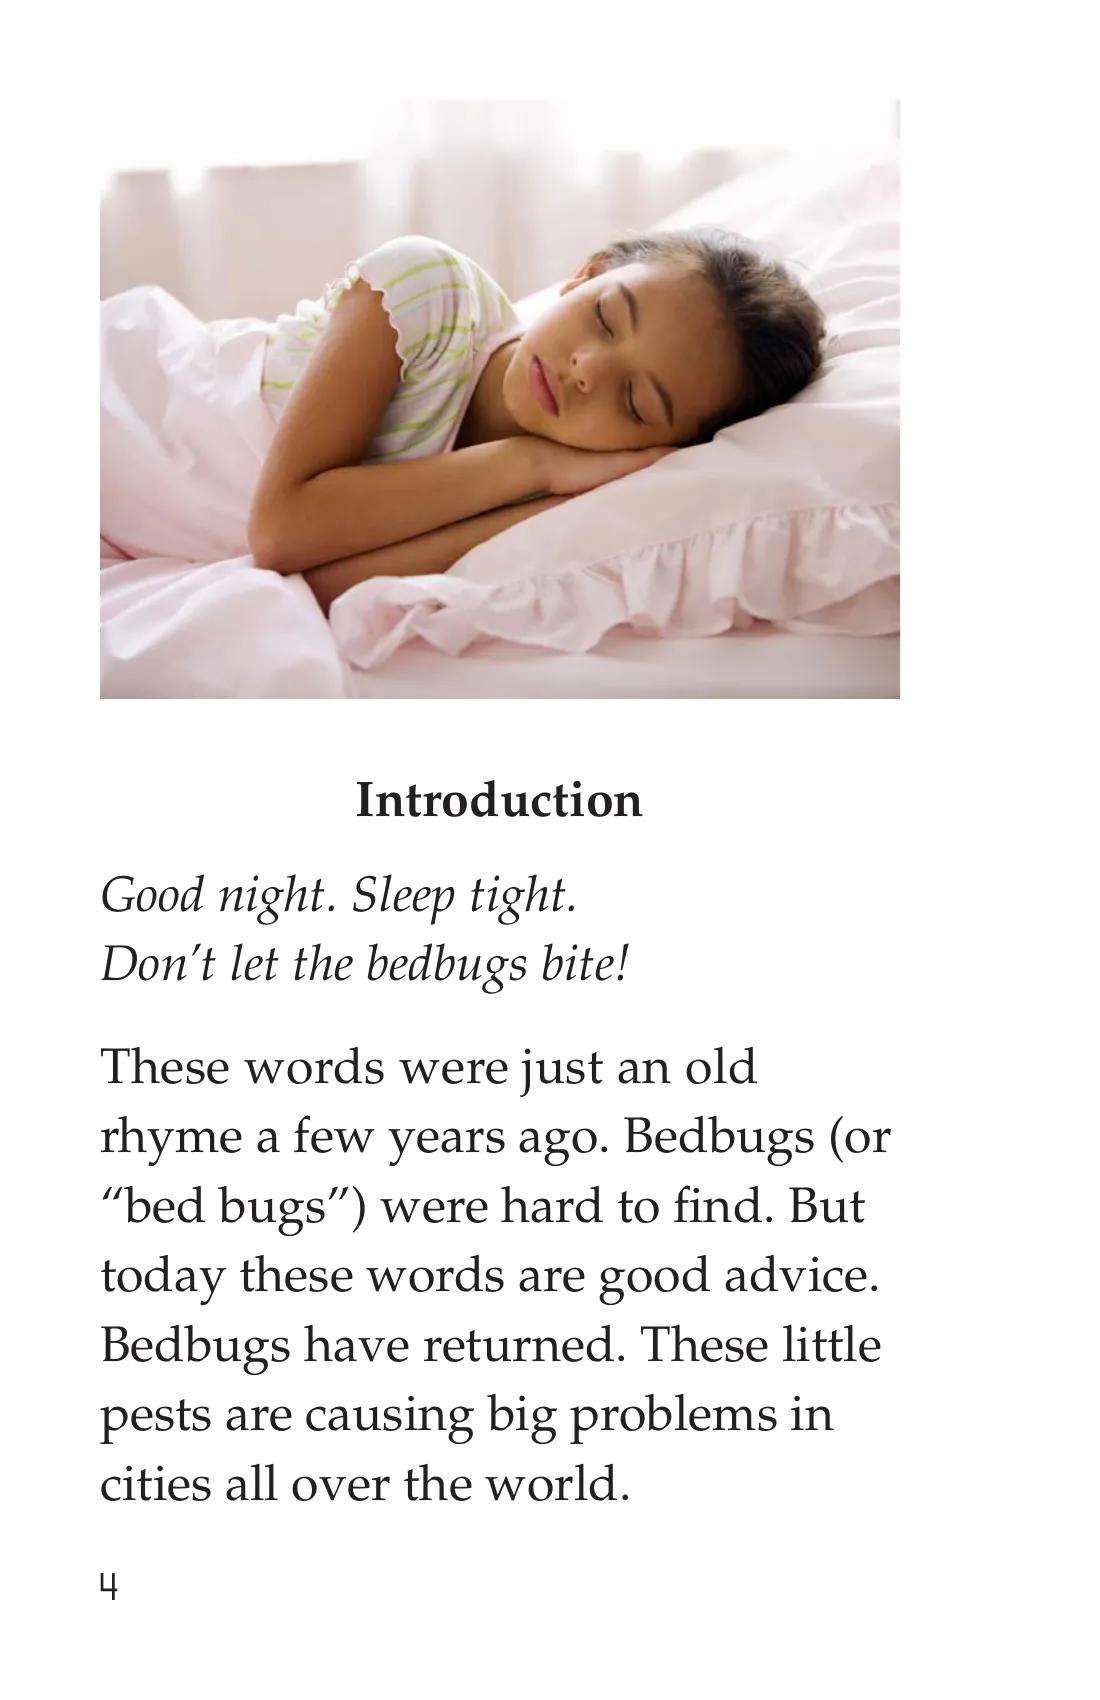 Introduction
Good night. Sleep tight.
Don’t let the bedbugs bite!
These words were just an old
rhyme a few years ago. Bedbugs (or
“bed bugs”) were hard to find. But
today these words are good advice.
Bedbugs have returned. These little
pests are causing big problems in
cities all over the world.
4